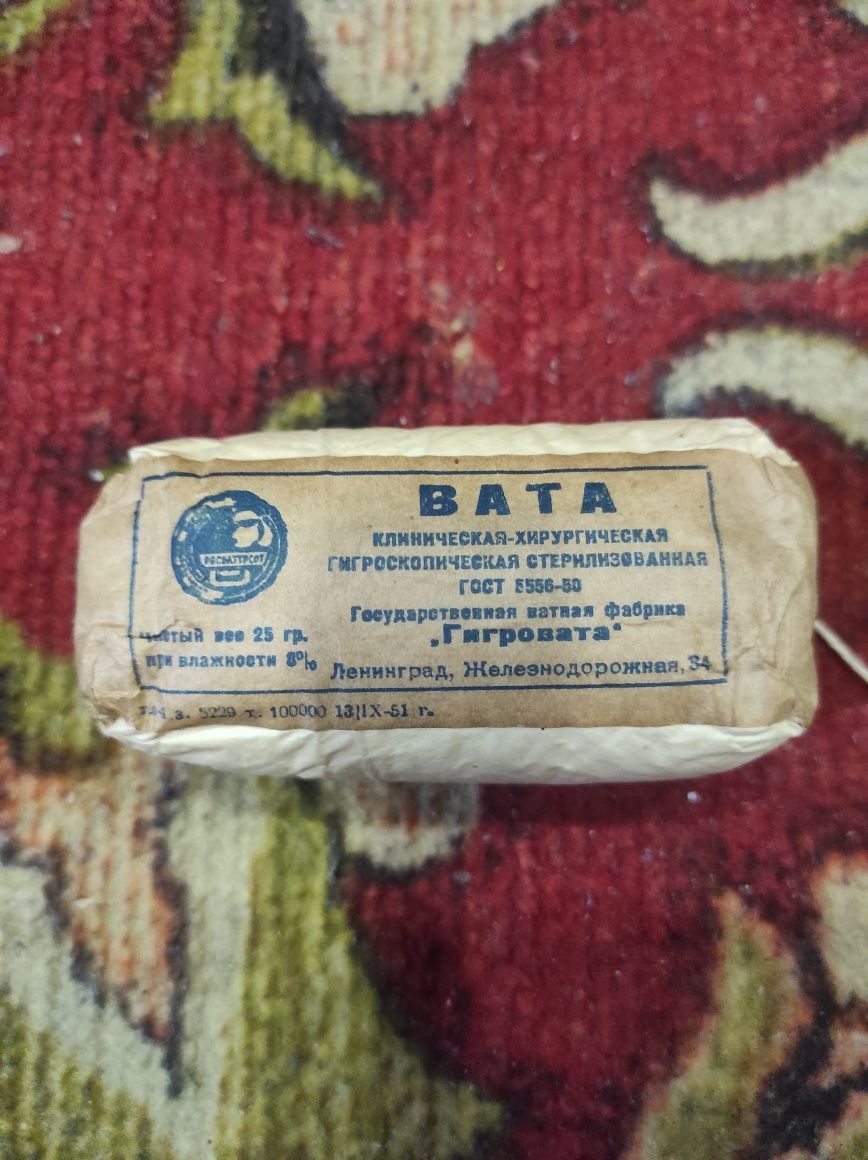 ВАТА
КЛИНИЧЕСКАЯ-ХИРУРГИЧЕСКАЯ
ГИГРОСКОПИЧЕСКАЯ СТЕРИЛИЗОВАННАЯ
ГОСТ 5556-50
Государственная ватная фабрика
„Гигровата“
Ленинград, Железнодорожная, 34
чистый вес 25 гр.
при влажности 8%
з. 5229 т. 100000 13|IX-51 г.